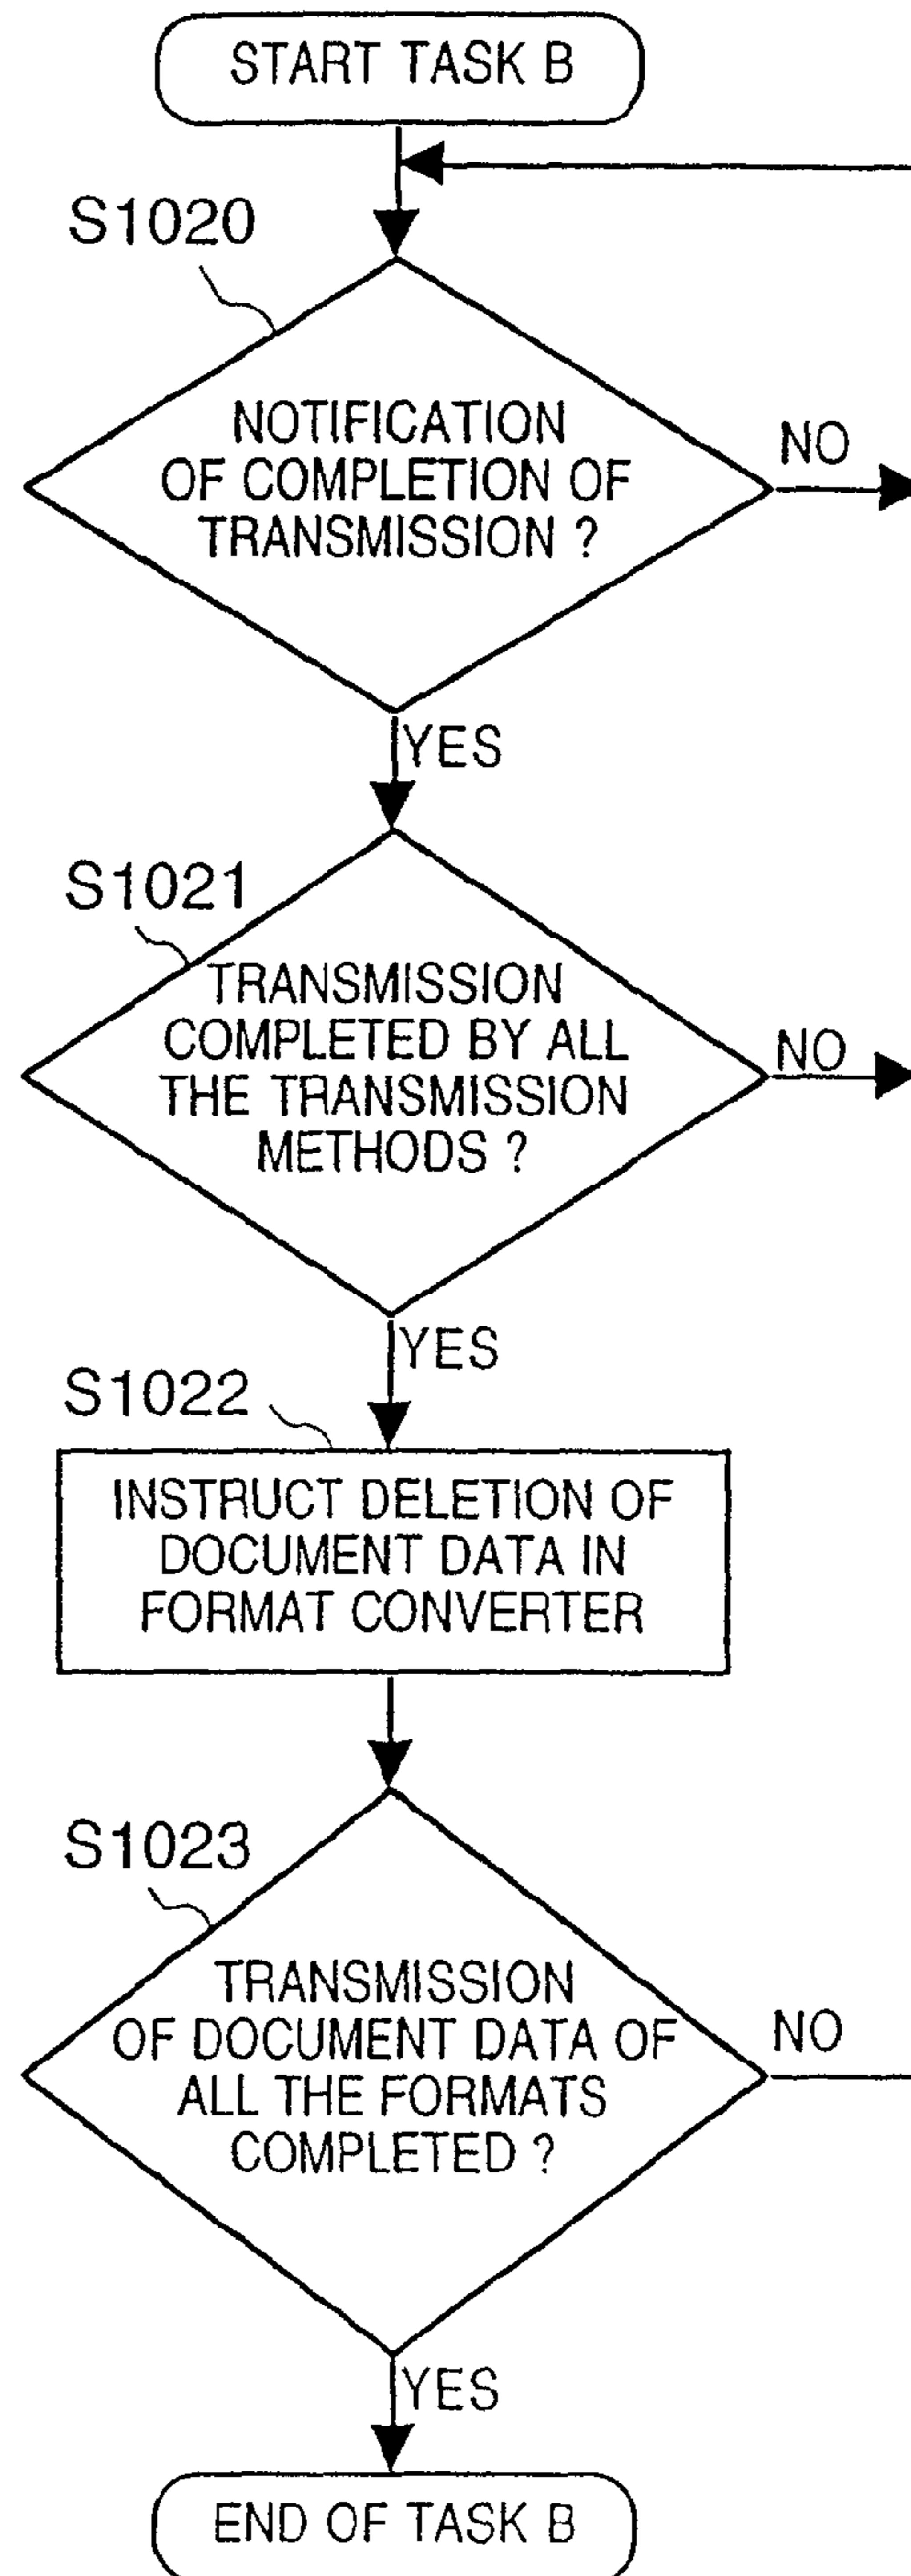 START TASK B
S1020
NOTIFICATION
OF COMPLETION OF
TRANSMISSION ?
NO
YES
S1021
TRANSMISSION
COMPLETED BY ALL
THE TRANSMISSION
METHODS ?
NO
YES
S1022
INSTRUCT DELETION OF
DOCUMENT DATA IN
FORMAT CONVERTER
S1023
TRANSMISSION
OF DOCUMENT DATA OF
ALL THE FORMATS
COMPLETED ?
NO
YES
END OF TASK B